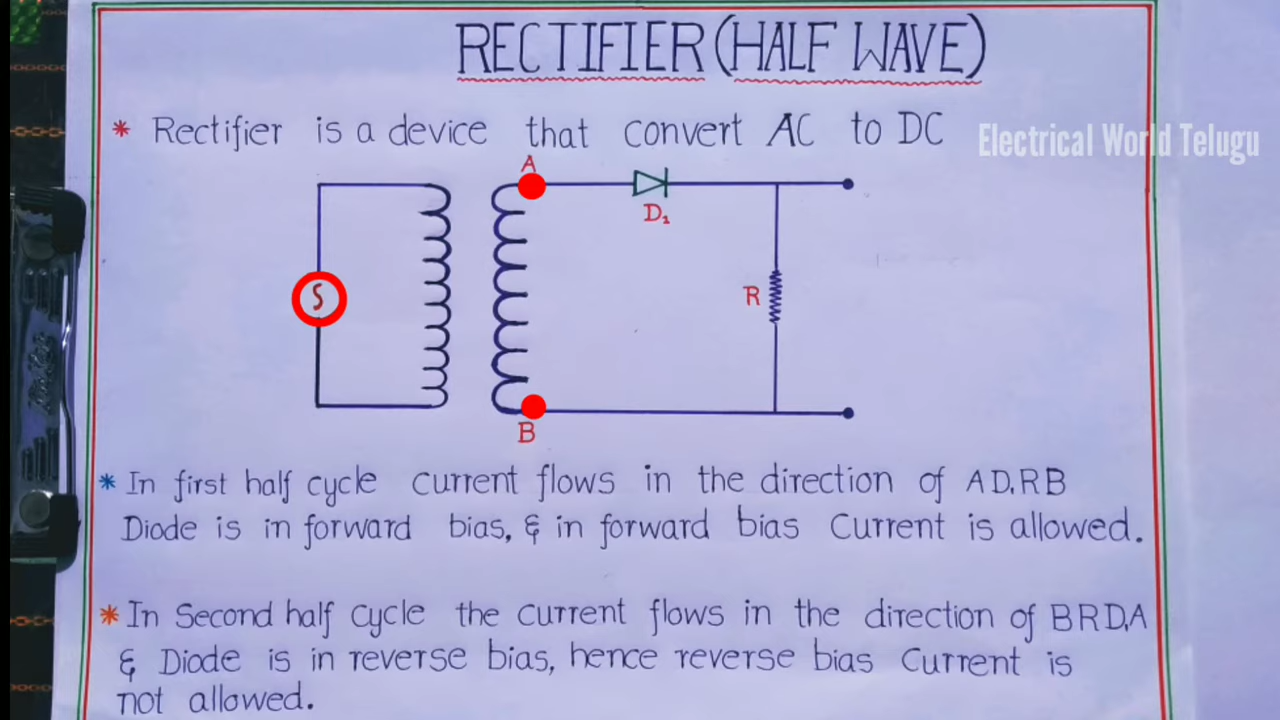 RECTIFIER (HALF WAVE)
* Rectifier is a device that convert AC to DC
Electrical World Telugu
A
D₁
S
R
B
* In first half cycle current flows in the direction of AD₁RB
Diode is in forward bias, & in forward bias Current is allowed.
* In Second half cycle the current flows in the direction of BRD₁A
& Diode is in reverse bias, hence reverse bias Current is
not allowed.